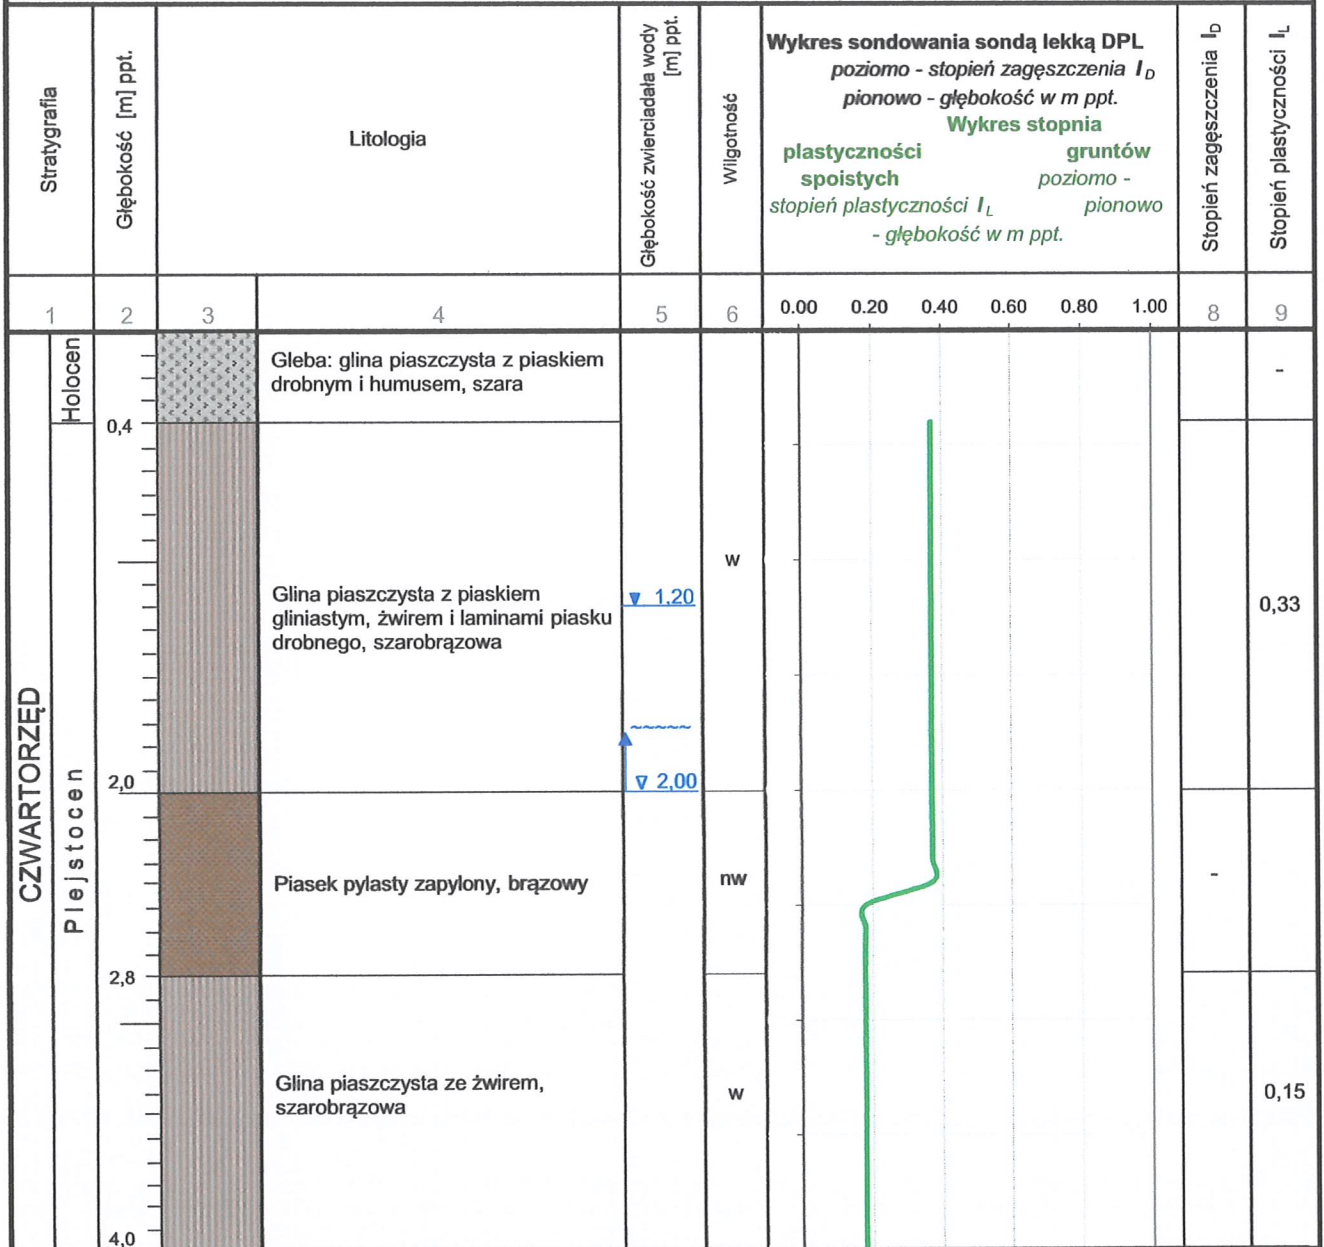 Stratygrafia
Głębokość [m] ppt.
Litologia
Głębokość zwierciadała wody
[m] ppt.
Wilgotność
Wykres sondowania sondą lekką DPL
poziomo - stopień zagęszczenia I D
pionowo - głębokość w m ppt.
Wykres stopnia
plastyczności gruntów
spoistych poziomo -
stopień plastyczności I L pionowo
- głębokość w m ppt.
Stopień zagęszczenia I D
Stopień plastyczności I L
1 2 3 4 5 6 0.00 0.20 0.40 0.60 0.80 1.00 8 9
CZWARTORZĘD
Holocen
Gleba: glina piaszczysta z piaskiem
drobnym i humusem, szara
-
0,4
Plejstocen
Glina piaszczysta z piaskiem
gliniastym, żwirem i laminami piasku
drobnego, szarobrązowa
1,20
w
0,33
~~~~~
2,0
2,00
Piasek pylasty zapylony, brązowy
nw
-
2,8
Glina piaszczysta ze żwirem,
szarobrązowa
w
0,15
4,0